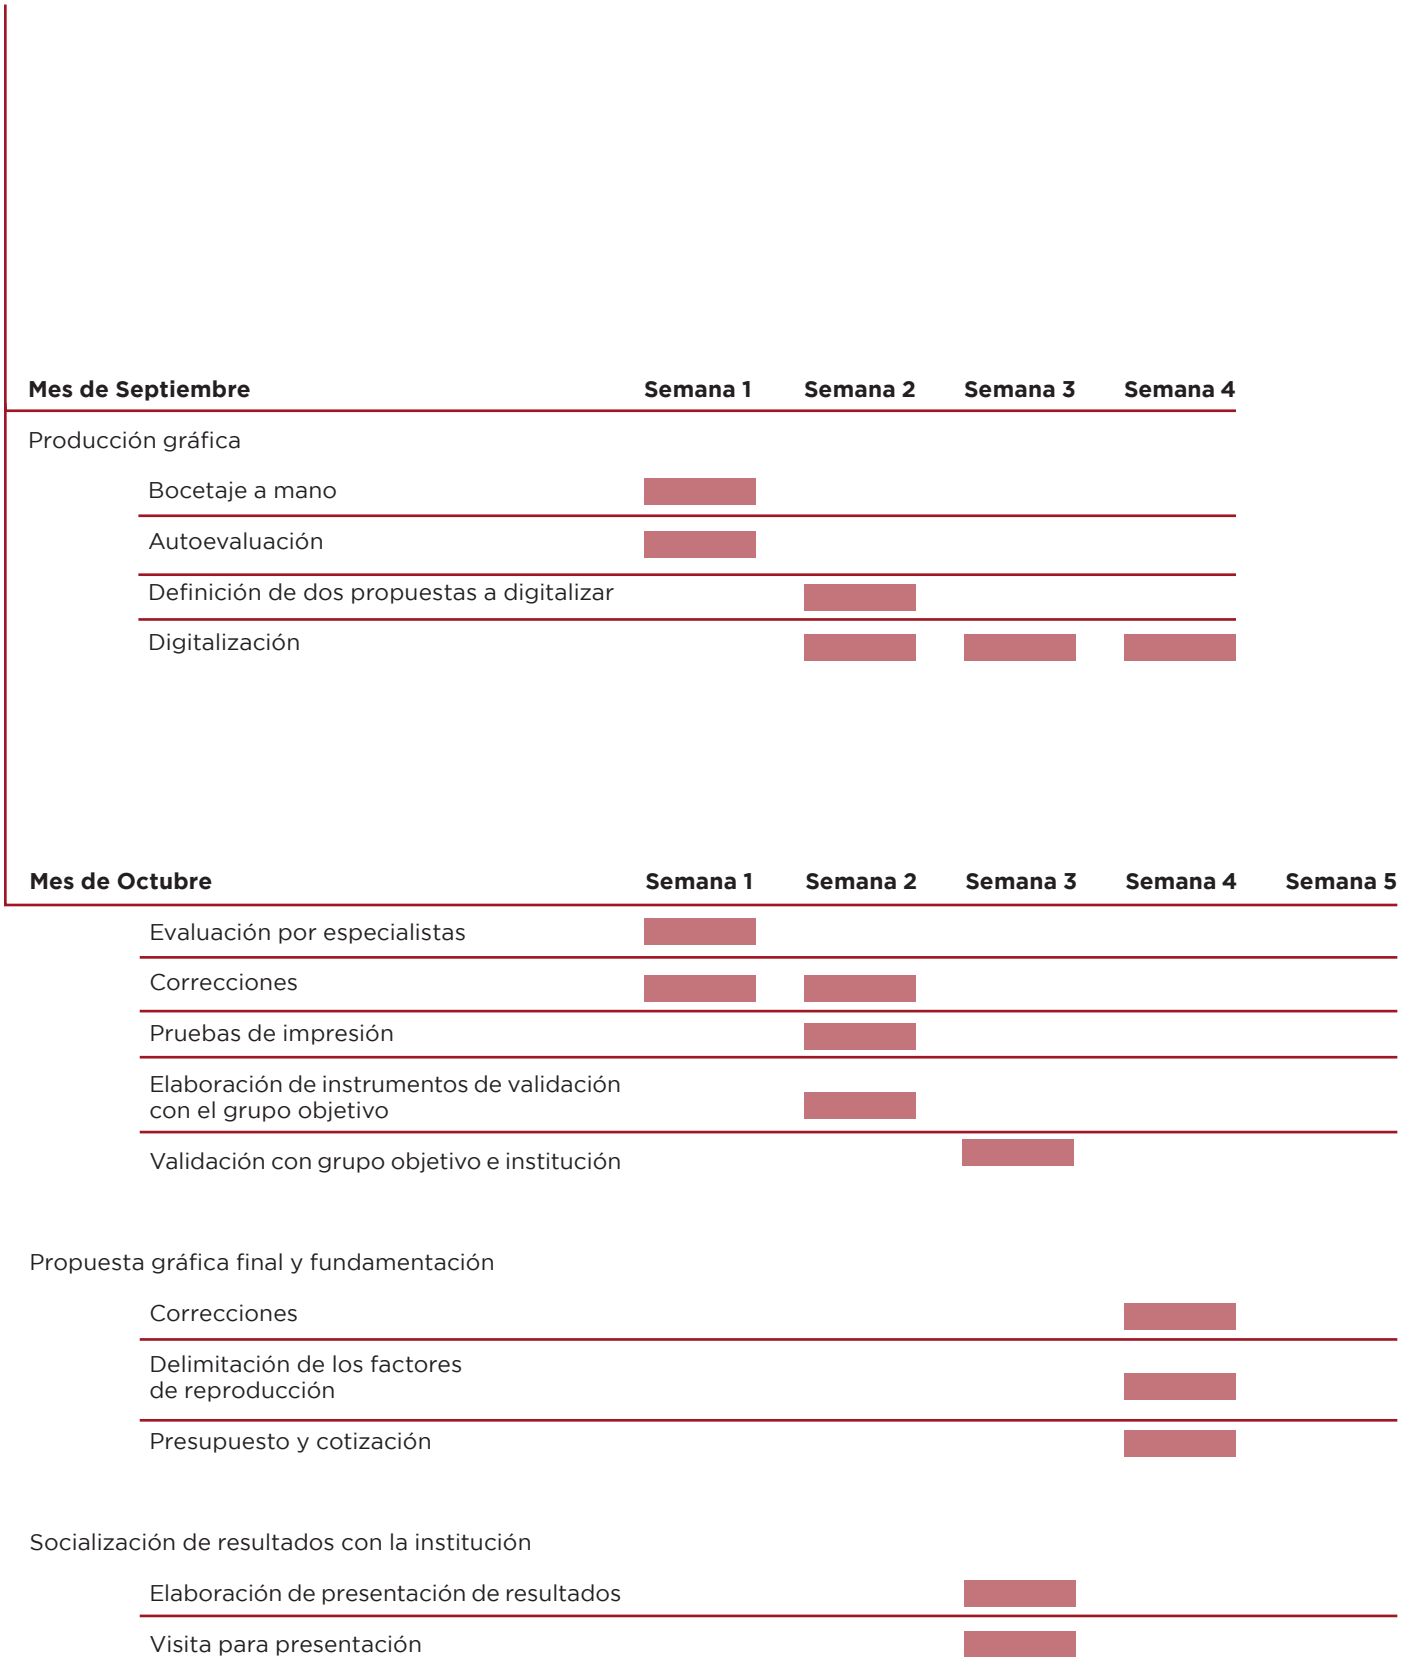 Mes de Septiembre Semana 1 Semana 2 Semana 3 Semana 4
Producción gráfica
Bocetaje a mano
Autoevaluación
Definición de dos propuestas a digitalizar
Digitalización
Mes de Octubre Semana 1 Semana 2 Semana 3 Semana 4 Semana 5
Evaluación por especialistas
Correcciones
Pruebas de impresión
Elaboración de instrumentos de validación
con el grupo objetivo
Validación con grupo objetivo e institución
Propuesta gráfica final y fundamentación
Correcciones
Delimitación de los factores
de reproducción
Presupuesto y cotización
Socialización de resultados con la institución
Elaboración de presentación de resultados
Visita para presentación